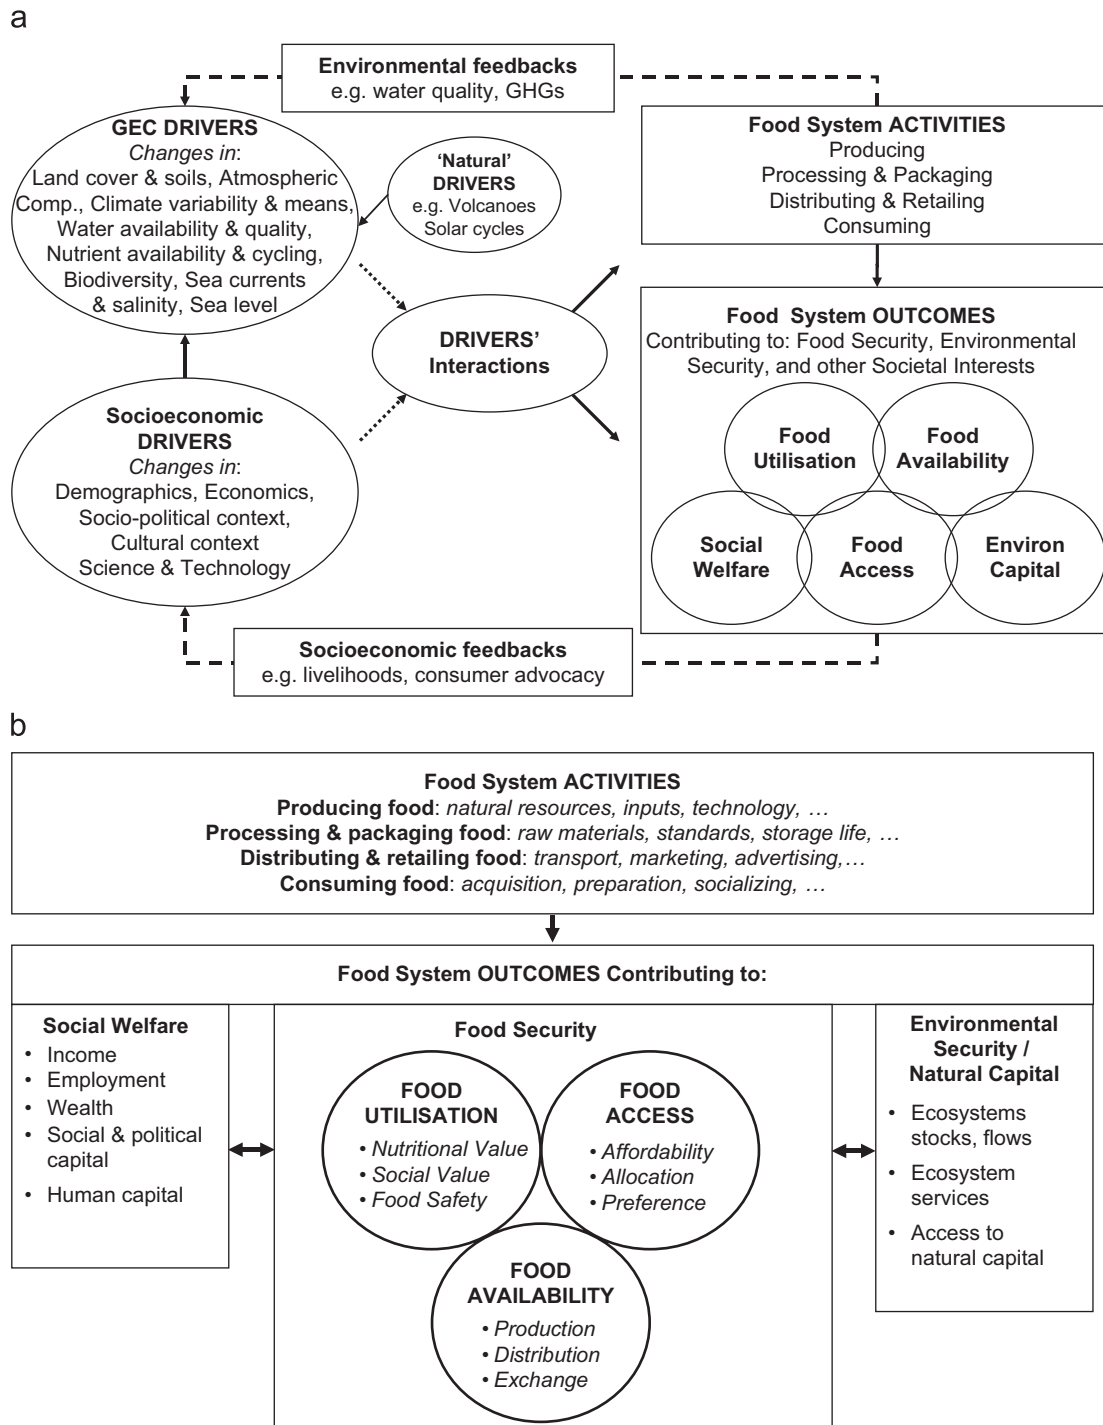 a
Environmental feedbacks
e.g. water quality, GHGs
GEC DRIVERS
Changes in:
Land cover & soils, Atmospheric
Comp., Climate variability & means,
Water availability & quality,
Nutrient availability & cycling,
Biodiversity, Sea currents
& salinity, Sea level
'Natural'
DRIVERS
e.g. Volcanoes
Solar cycles
Food System ACTIVITIES
Producing
Processing & Packaging
Distributing & Retailing
Consuming
DRIVERS'
Interactions
Food System OUTCOMES
Contributing to: Food Security, Environmental
Security, and other Societal Interests
Food
Utilisation
Food
Availability
Social
Welfare
Food
Access
Environ
Capital
Socioeconomic
DRIVERS
Changes in:
Demographics, Economics,
Socio-political context,
Cultural context
Science & Technology
Socioeconomic feedbacks
e.g. livelihoods, consumer advocacy
b
Food System ACTIVITIES
Producing food: natural resources, inputs, technology, …
Processing & packaging food: raw materials, standards, storage life, …
Distributing & retailing food: transport, marketing, advertising,…
Consuming food: acquisition, preparation, socializing, …
Food System OUTCOMES Contributing to:
Social Welfare
• Income
• Employment
• Wealth
• Social & political
capital
• Human capital
Food Security
FOOD
UTILISATION
• Nutritional Value
• Social Value
• Food Safety
FOOD
ACCESS
• Affordability
• Allocation
• Preference
FOOD
AVAILABILITY
• Production
• Distribution
• Exchange
Environmental
Security /
Natural Capital
• Ecosystems
stocks, flows
• Ecosystem
services
• Access to
natural capital